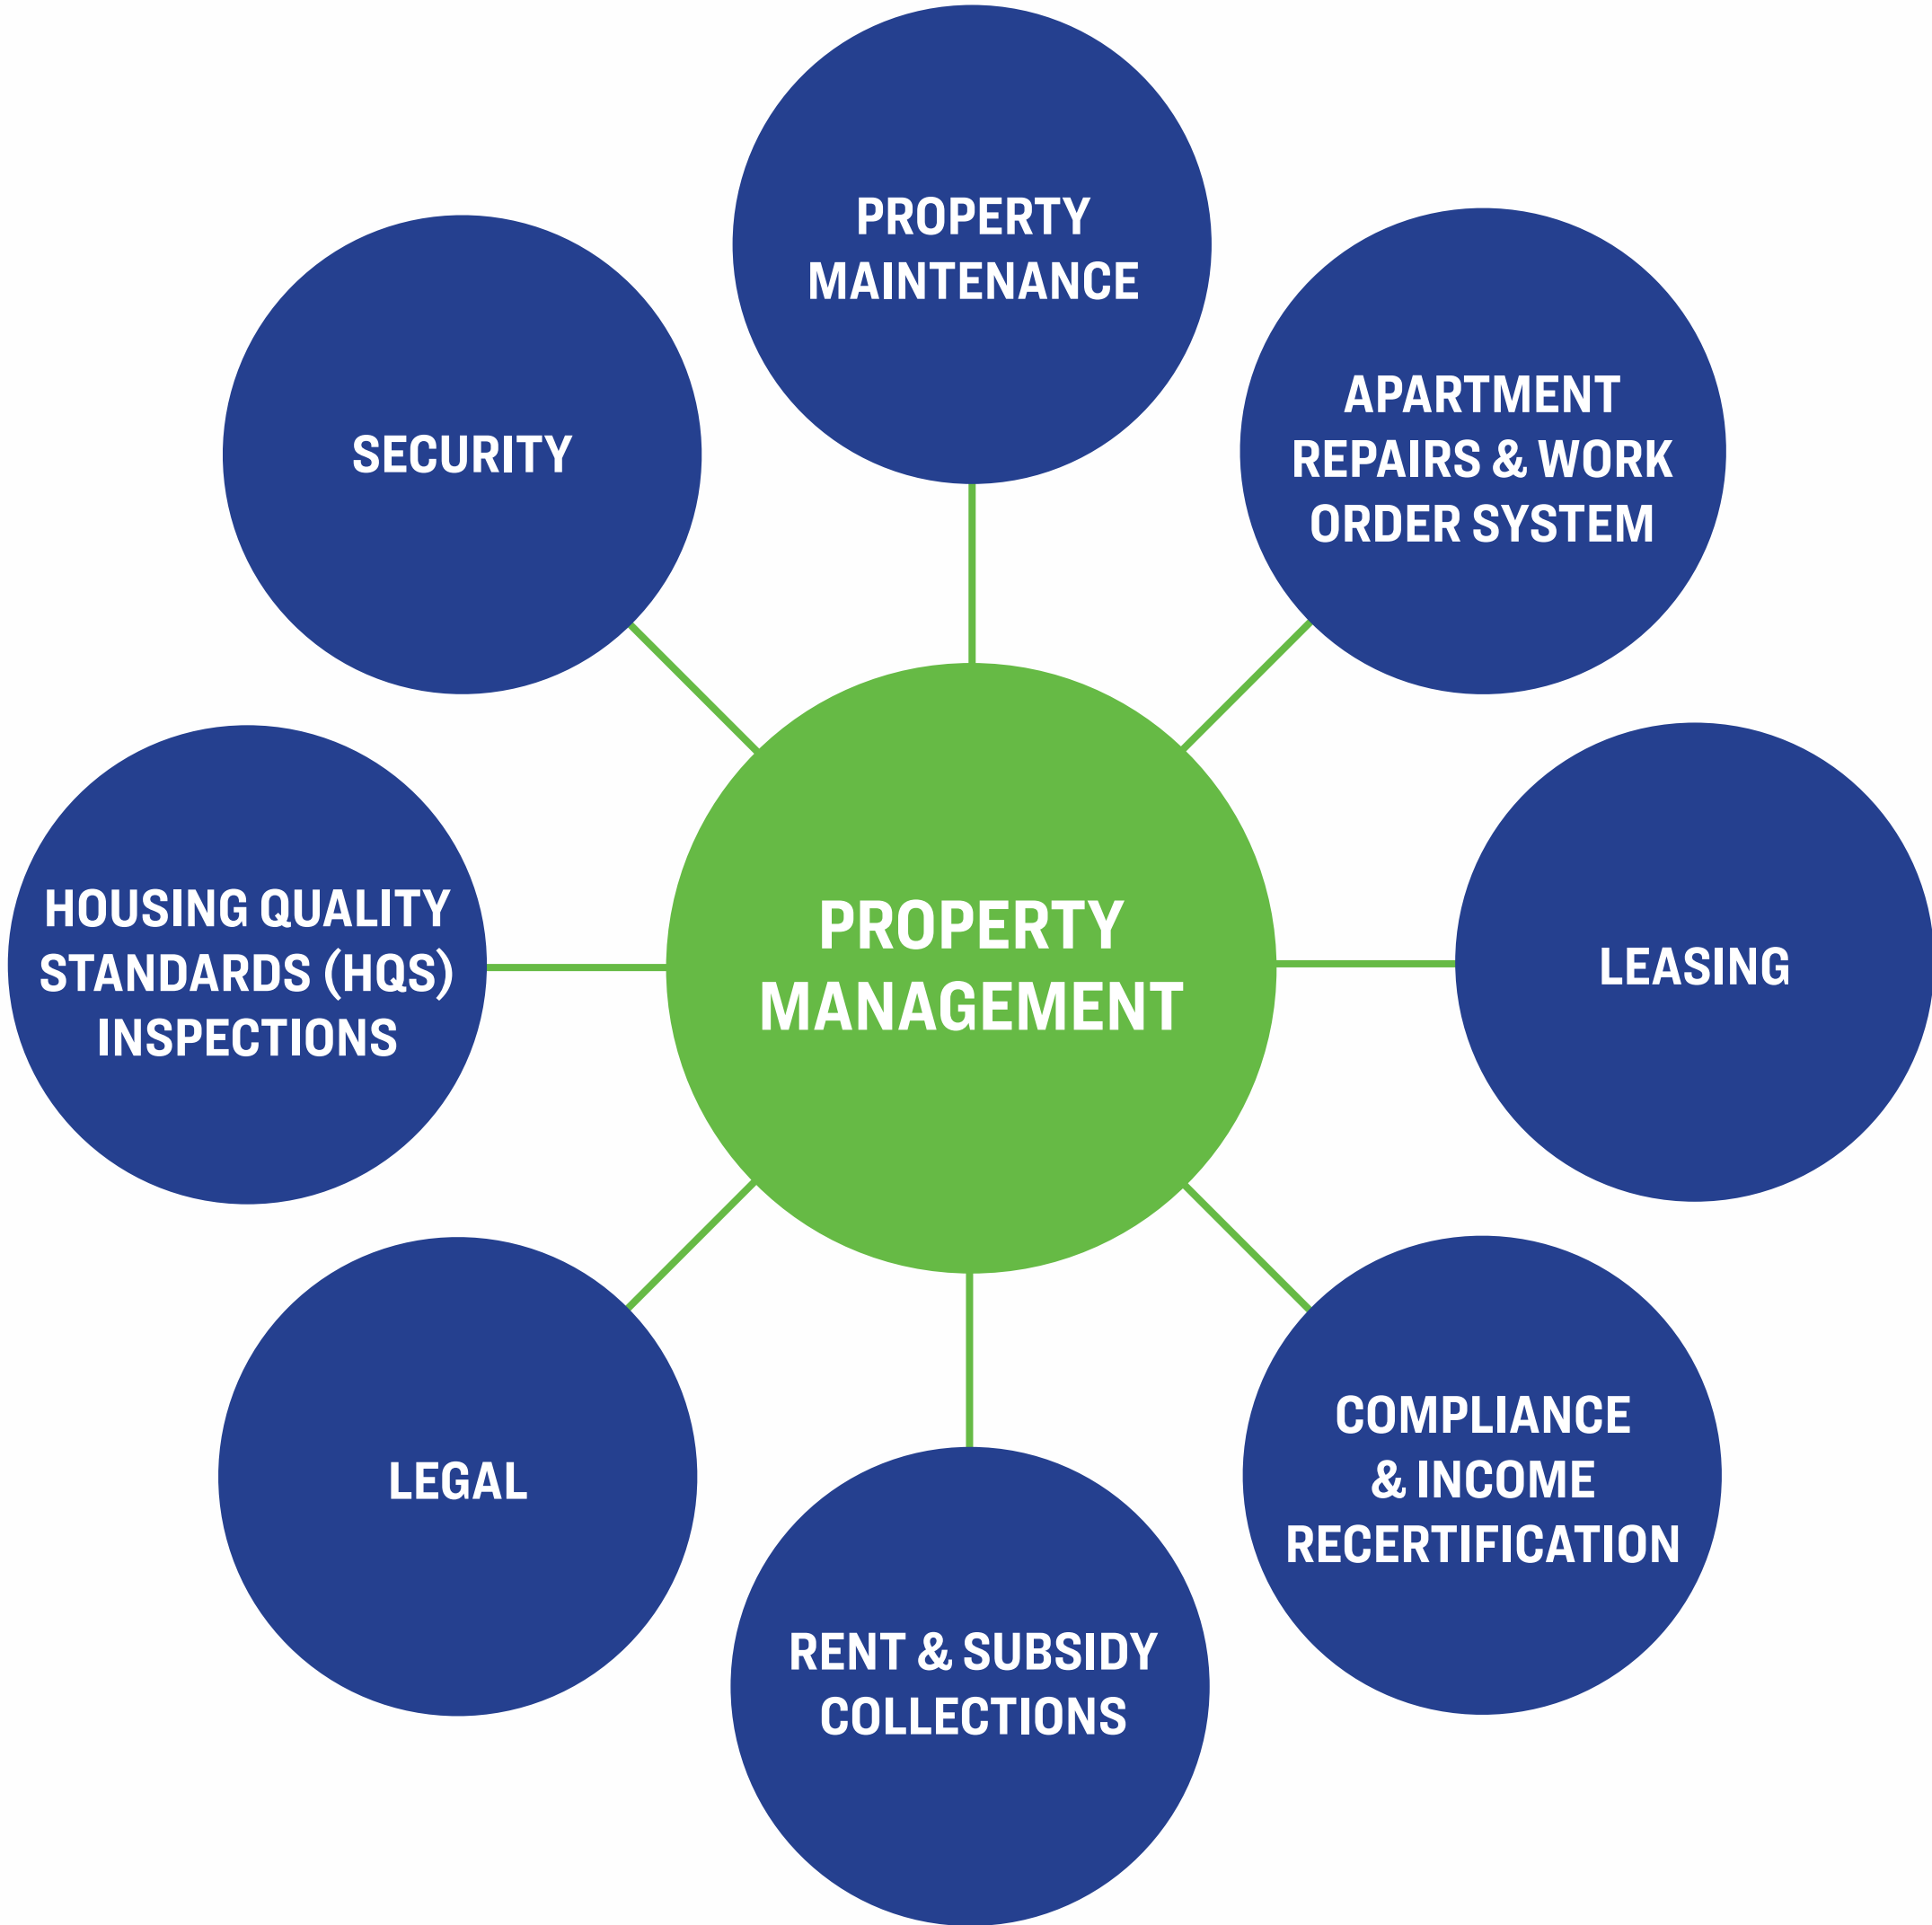 PROPERTY
MAINTENANCE
APARTMENT
REPAIRS & WORK
ORDER SYSTEM
SECURITY
HOUSING QUALITY
STANDARDS (HQS)
INSPECTIONS
PROPERTY
MANAGEMENT
LEASING
COMPLIANCE
& INCOME
RECERTIFICATION
LEGAL
RENT & SUBSIDY
COLLECTIONS